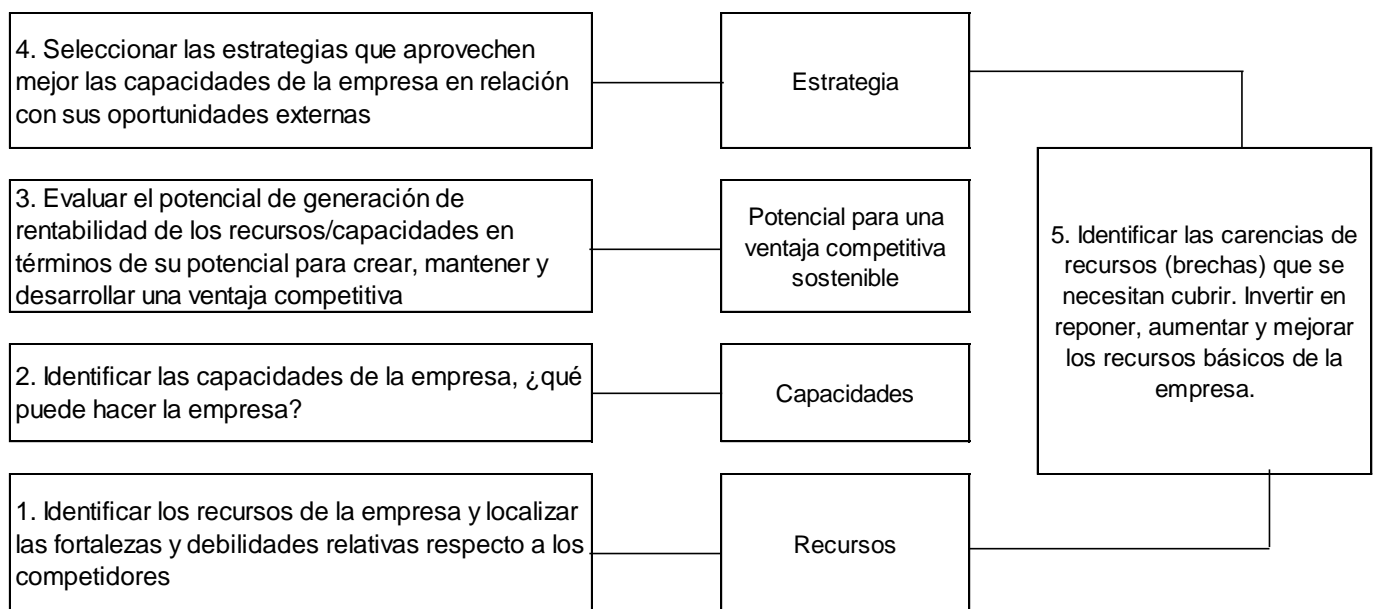 4. Seleccionar las estrategias que aprovechen
mejor las capacidades de la empresa en relación
con sus oportunidades externas
Estrategia
3. Evaluar el potencial de generación de
rentabilidad de los recursos/capacidades en
términos de su potencial para crear, mantener y
desarrollar una ventaja competitiva
Potencial para una
ventaja competitiva
sostenible
5. Identificar las carencias de
recursos (brechas) que se
necesitan cubrir. Invertir en
reponer, aumentar y mejorar
los recursos básicos de la
empresa.
2. Identificar las capacidades de la empresa, ¿qué
puede hacer la empresa?
Capacidades
1. Identificar los recursos de la empresa y localizar
las fortalezas y debilidades relativas respecto a los
competidores
Recursos